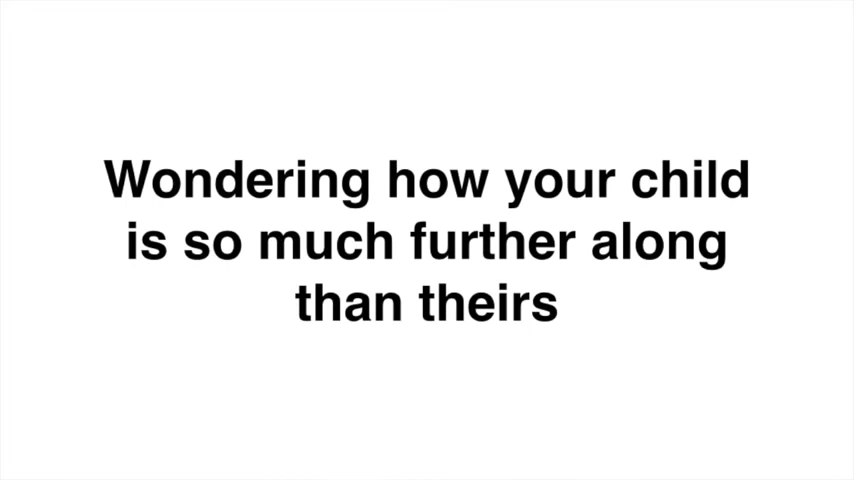 Wondering how your child
is so much further along
than theirs